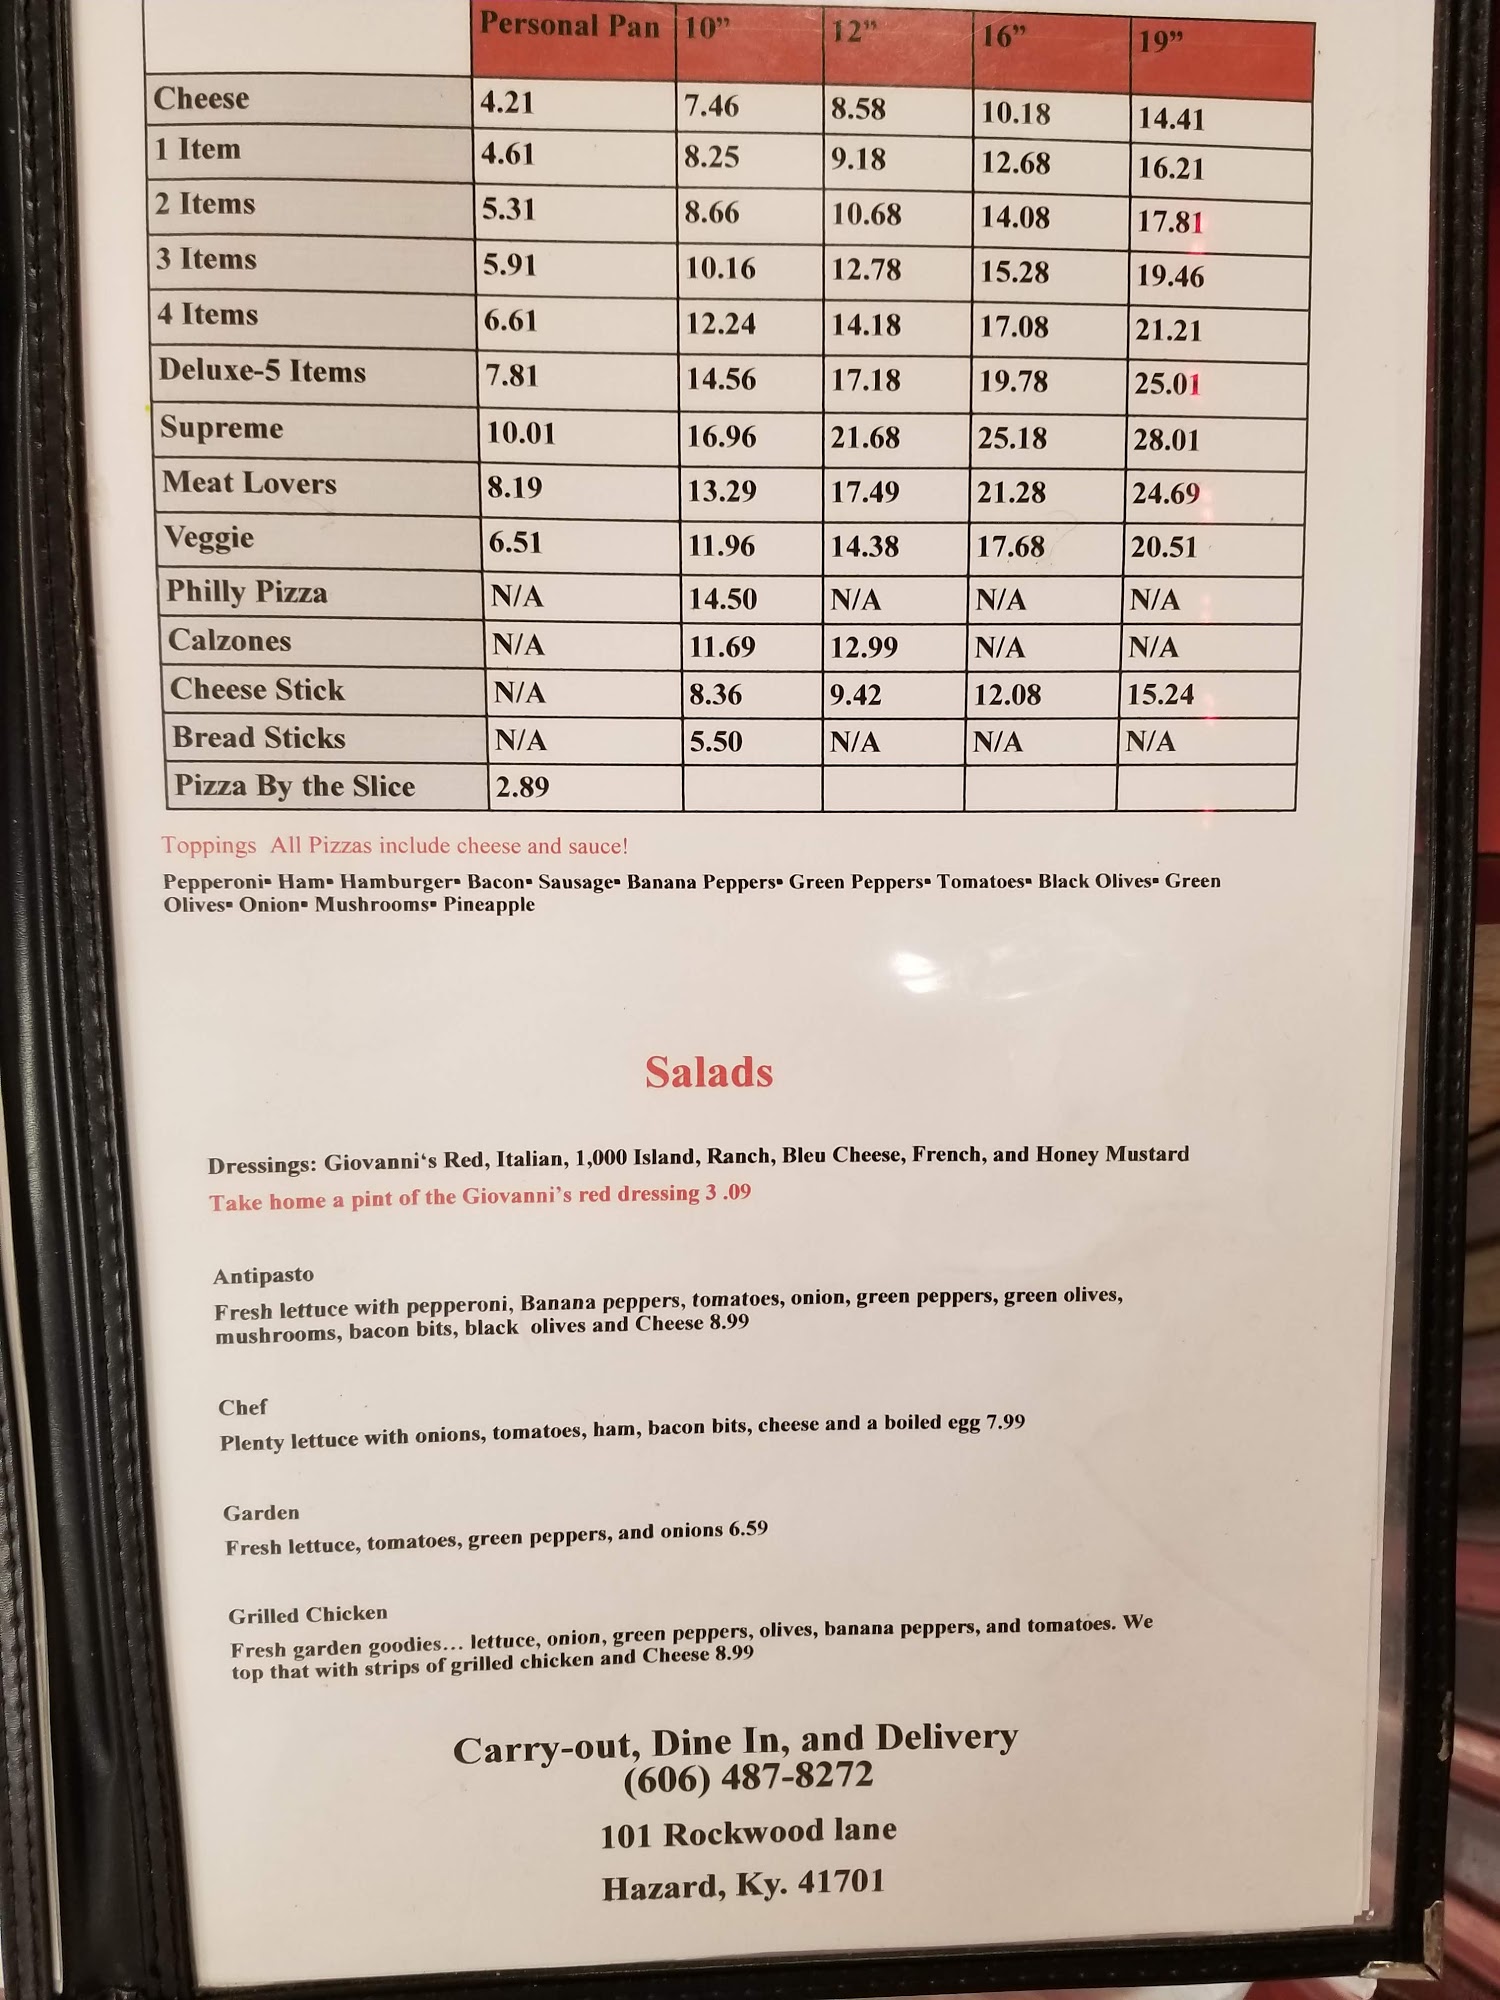 Personal Pan 10” 12” 16” 19”
Cheese 4.21 7.46 8.58 10.18 14.41
1 Item 4.61 8.25 9.18 12.68 16.21
2 Items 5.31 8.66 10.68 14.08 17.81
3 Items 5.91 10.16 12.78 15.28 19.46
4 Items 6.61 12.24 14.18 17.08 21.21
Deluxe-5 Items 7.81 14.56 17.18 19.78 25.01
Supreme 10.01 16.96 21.68 25.18 28.01
Meat Lovers 8.19 13.29 17.49 21.28 24.69
Veggie 6.51 11.96 14.38 17.68 20.51
Philly Pizza N/A 14.50 N/A N/A N/A
Calzones N/A 11.69 12.99 N/A N/A
Cheese Stick N/A 8.36 9.42 12.08 15.24
Bread Sticks N/A 5.50 N/A N/A N/A
Pizza By the Slice 2.89
Toppings All Pizzas include cheese and sauce!
Pepperoni▪ Ham▪ Hamburger▪ Bacon▪ Sausage▪ Banana Peppers▪ Green Peppers▪ Tomatoes▪ Black Olives▪ Green
Olives▪ Onion▪ Mushrooms▪ Pineapple
Salads
Dressings: Giovanni‘s Red, Italian, 1,000 Island, Ranch, Bleu Cheese, French, and Honey Mustard
Take home a pint of the Giovanni’s red dressing 3 .09
Antipasto
Fresh lettuce with pepperoni, Banana peppers, tomatoes, onion, green peppers, green olives,
mushrooms, bacon bits, black olives and Cheese 8.99
Chef
Plenty lettuce with onions, tomatoes, ham, bacon bits, cheese and a boiled egg 7.99
Garden
Fresh lettuce, tomatoes, green peppers, and onions 6.59
Grilled Chicken
Fresh garden goodies… lettuce, onion, green peppers, olives, banana peppers, and tomatoes. We
top that with strips of grilled chicken and Cheese 8.99
Carry-out, Dine In, and Delivery
(606) 487-8272
101 Rockwood lane
Hazard, Ky. 41701